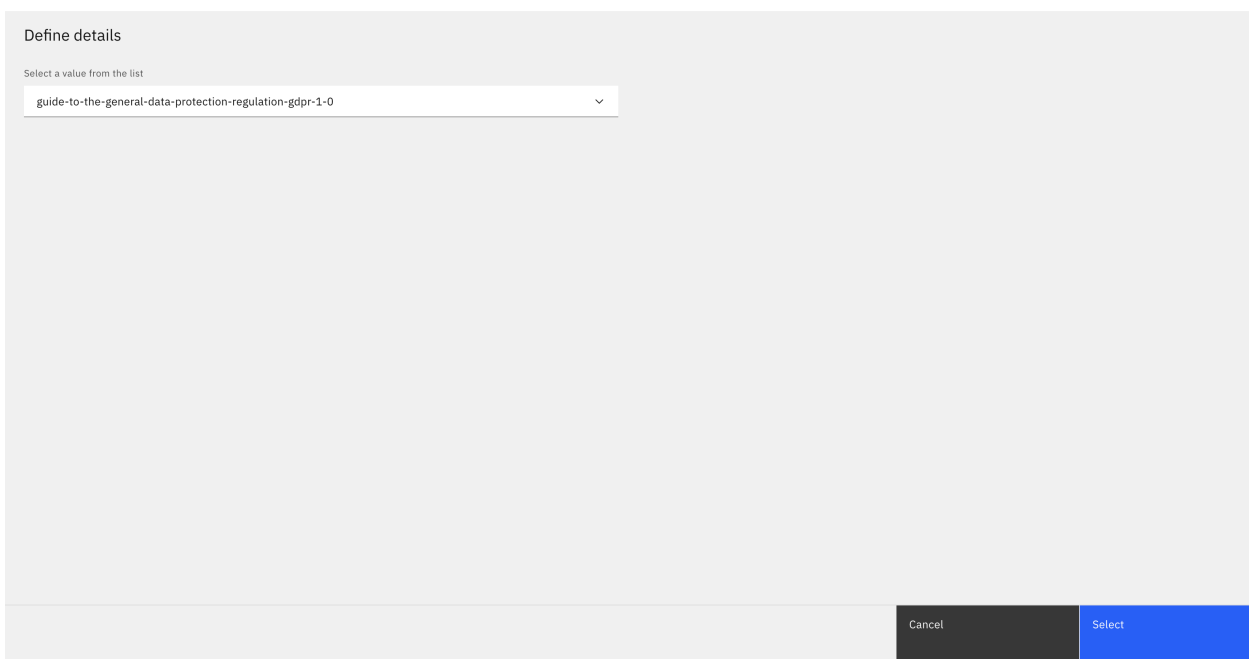 Define details
Select a value from the list
guide-to-the-general-data-protection-regulation-gdpr-1-0
Cancel
Select